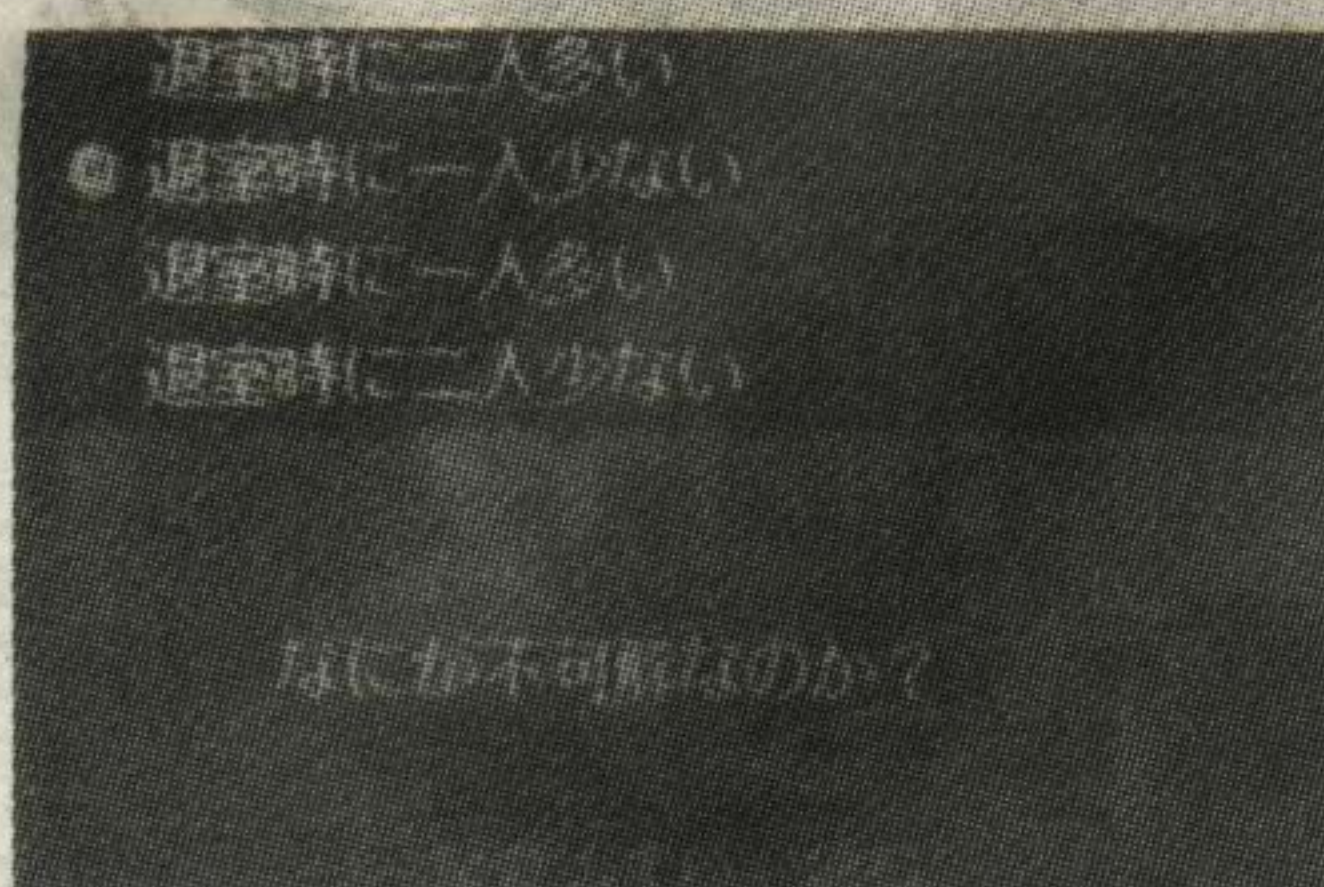 退室時に二人多い
退室時に一人少ない
退室時に一人多い
退室時に二人少ない
なにが不可解なのか？